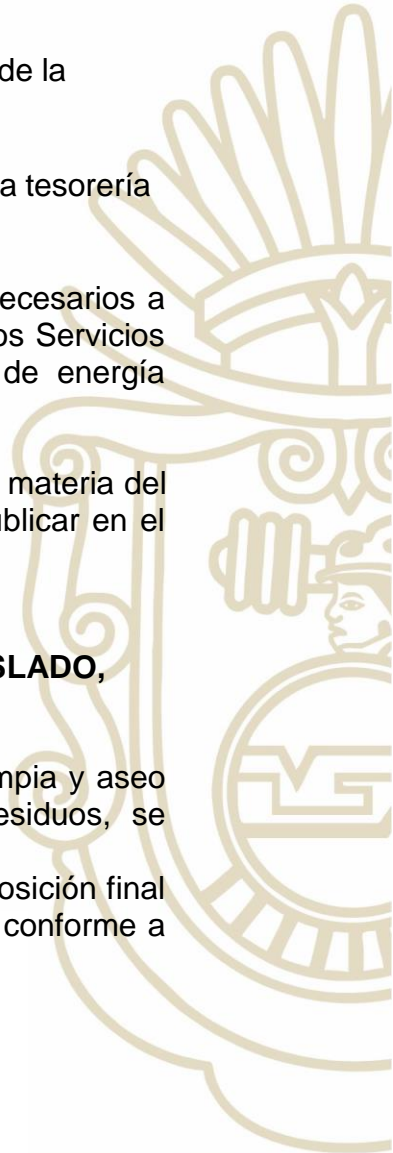 de la
a tesorería
ecesarios a
os Servicios
de energía
materia del
ublicar en el
SLADO,
mpia y aseo
esiduos, se
osición final
conforme a